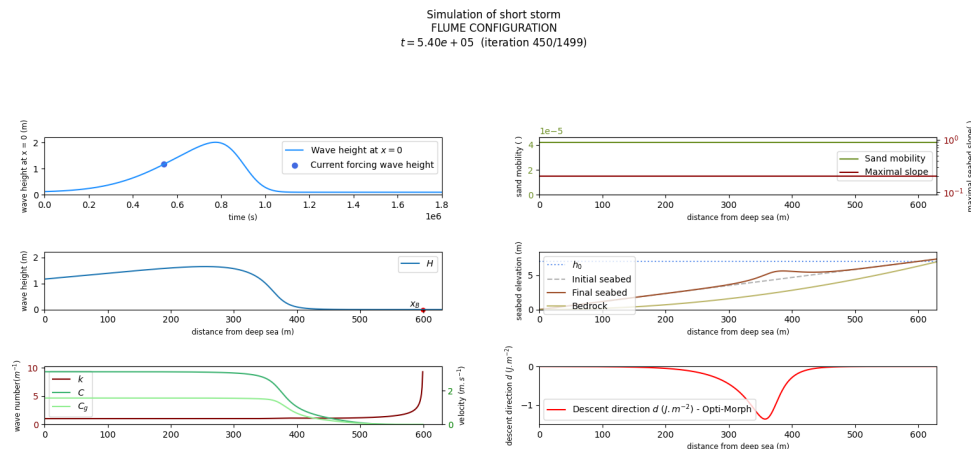 Simulation of short storm
FLUME CONFIGURATION
t = 5.40e + 05 (iteration 450/1499)
wave height at x = 0 (m)
2
1
0
Wave height at x = 0
Current forcing wave height
0.0 0.2 0.4 0.6 0.8 1.0 1.2 1.4 1.6 1.8
time (s)
1e6
1e−5
sand mobility ( )
4
2
0
Sand mobility
Maximal slope
10⁰
10⁻¹
maximal seabed slope( )
0 100 200 300 400 500 600
distance from deep sea (m)
wave height (m)
2
1
0
H
x_B
0 100 200 300 400 500 600
distance from deep sea (m)
seabed elevation (m)
5
0
h₀
Initial seabed
Final seabed
Bedrock
0 100 200 300 400 500 600
distance from deep sea (m)
wave number(m⁻¹)
10
5
0
k
C
C_g
2
0
velocity (m. s⁻¹)
0 100 200 300 400 500 600
distance from deep sea (m)
descent direction d (J. m⁻²)
0
−1
Descent direction d (J. m⁻²) - Opti-Morph
0 100 200 300 400 500 600
distance from deep sea (m)